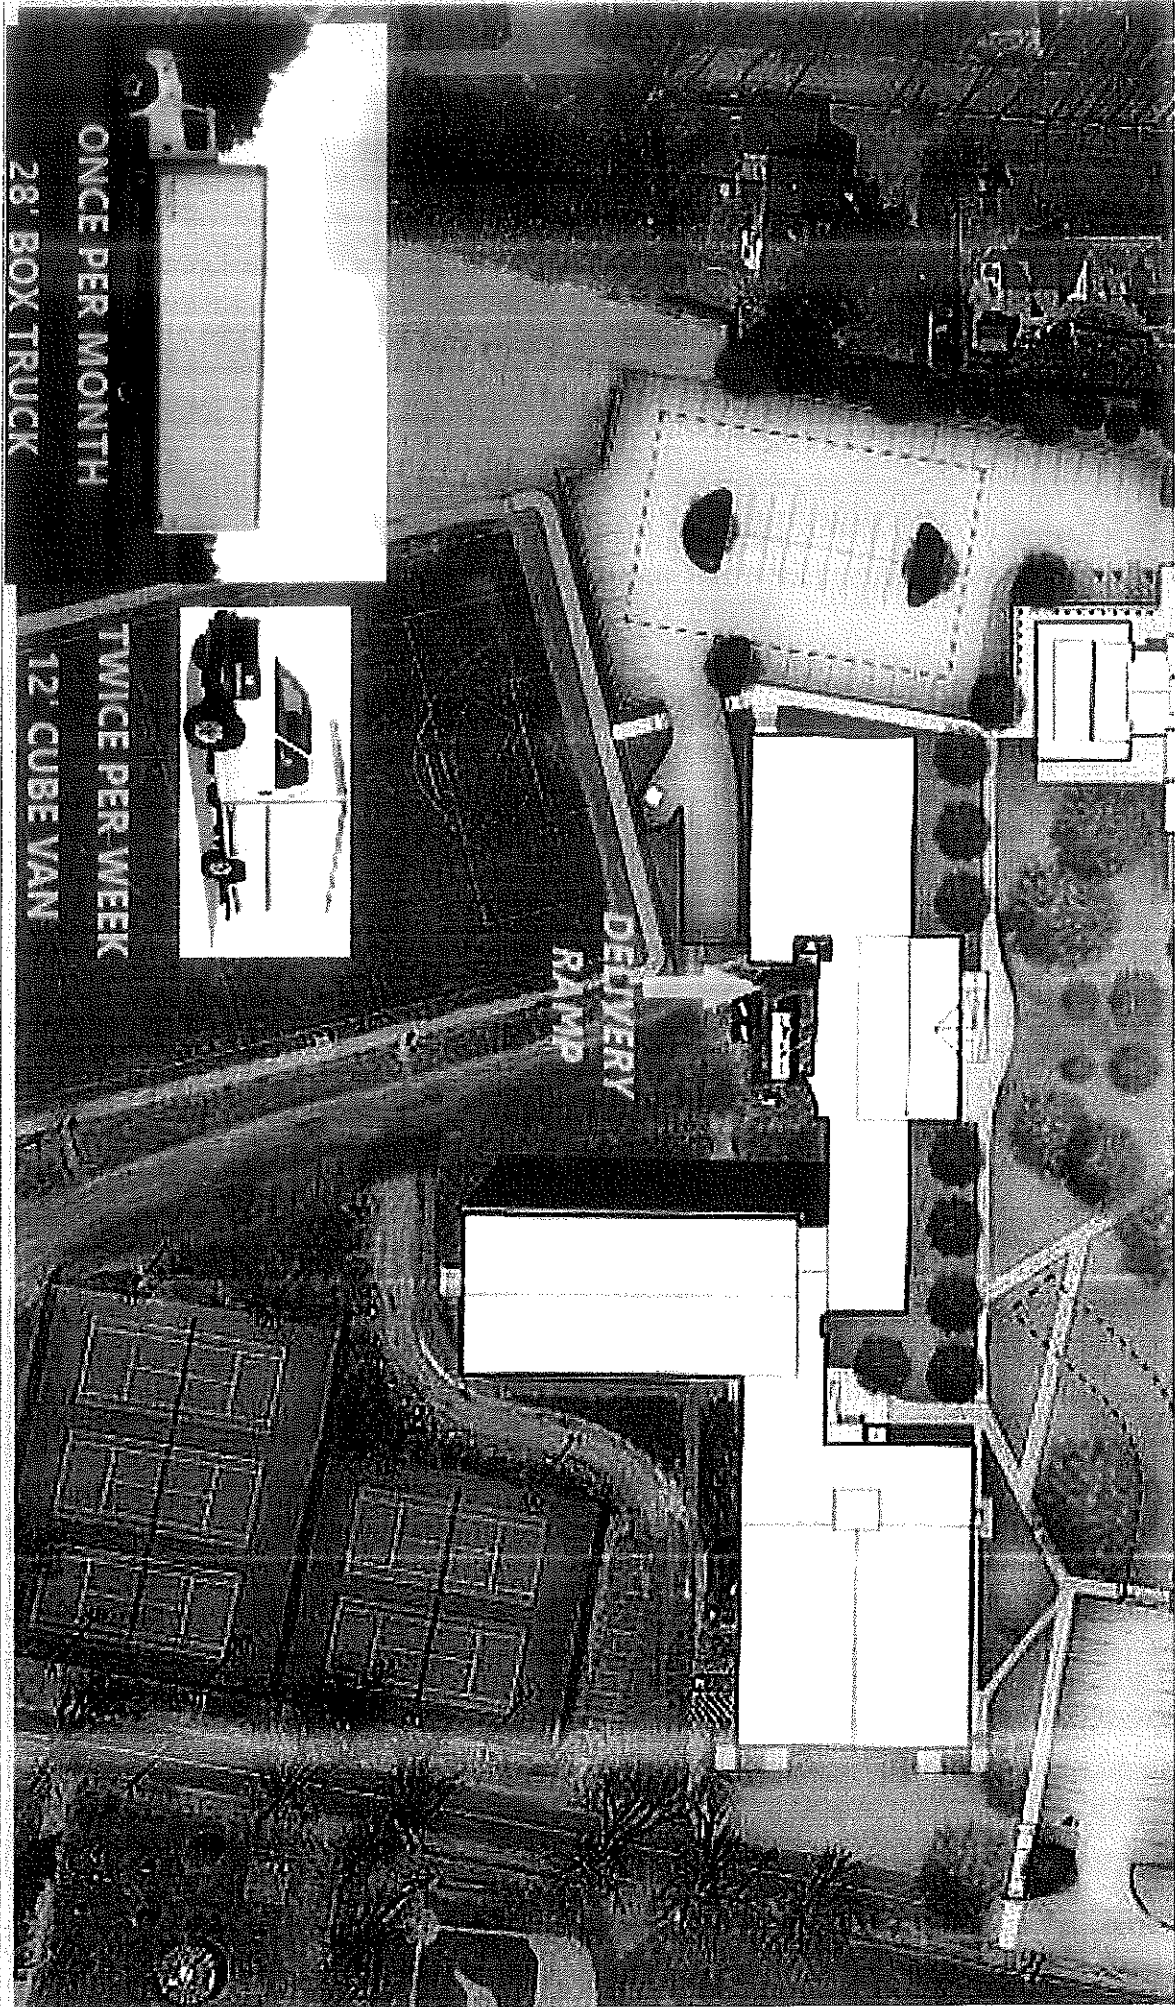 ONCE PER MONTH
28' BOX TRUCK
TWICE PER WEEK
12' CUBE VAN
DELIVERY
RAMP